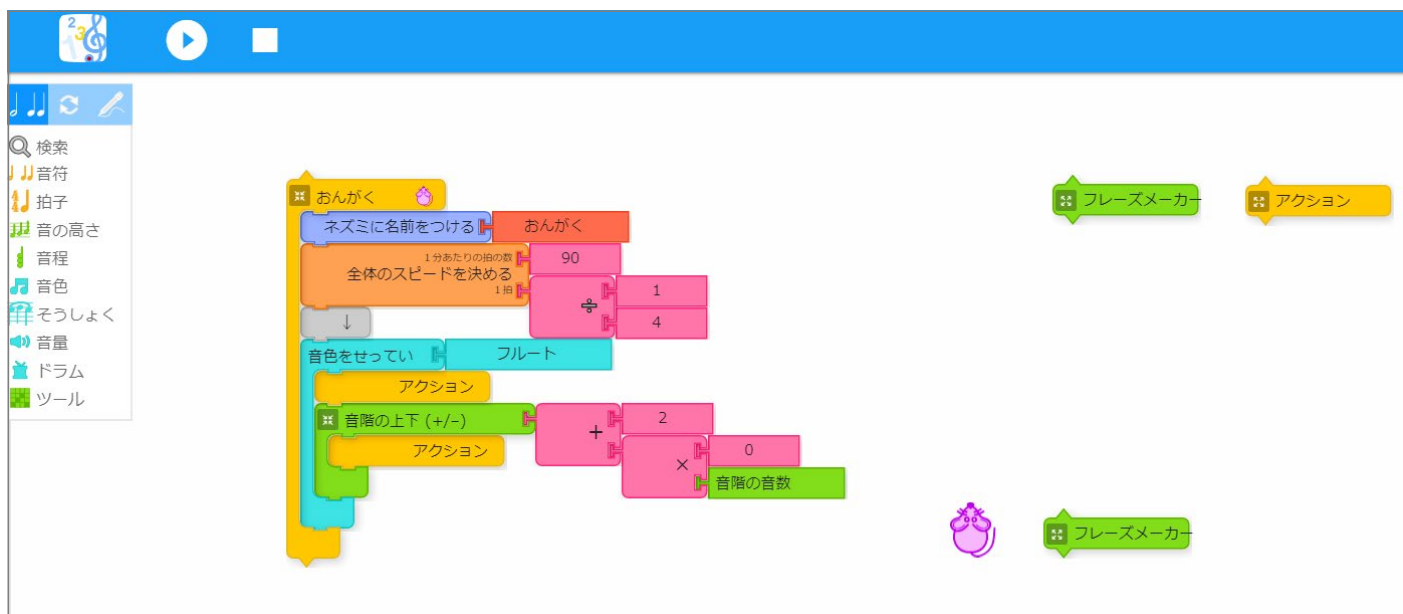 検索
音符
拍子
音の高さ
音程
音色
そうしょく
音量
ドラム
ツール
おんがく
ネズミに名前をつける おんがく
1分あたりの拍の数 90
全体のスピードを決める
1拍 ÷ 1
4
↓
音色をせってい フルート
アクション
音階の上下 (+/−) + 2
アクション × 0
音階の音数
フレーズメーカー アクション
フレーズメーカー